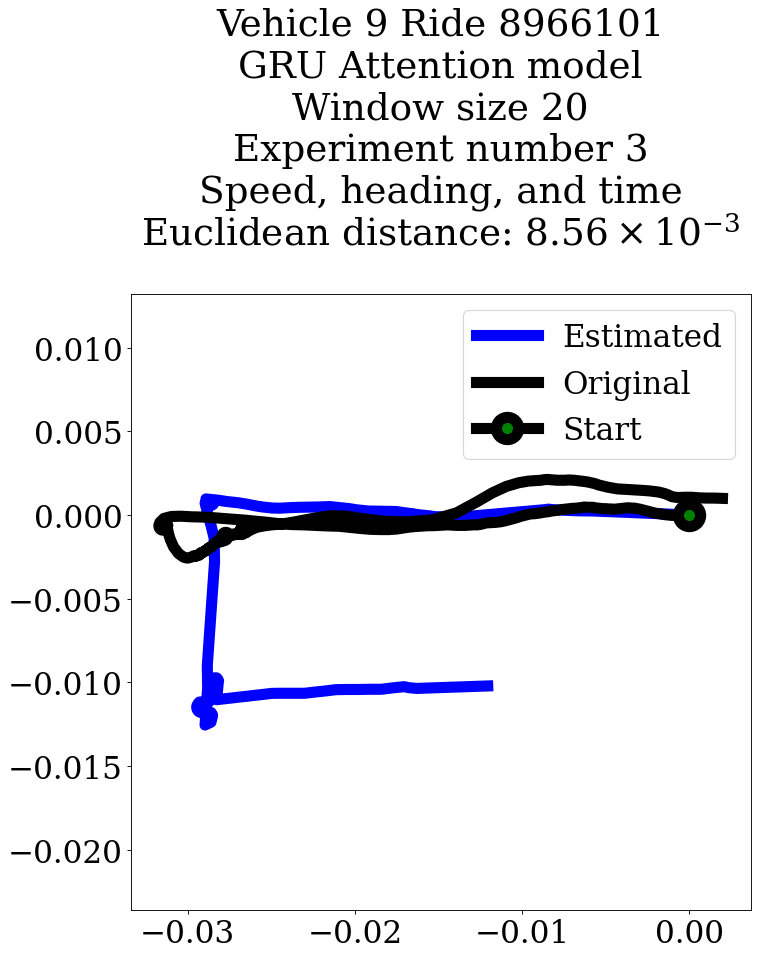 Vehicle 9 Ride 8966101
GRU Attention model
Window size 20
Experiment number 3
Speed, heading, and time
Euclidean distance: 8.56 × 10⁻³
Estimated
Original
Start
0.010
0.005
0.000
−0.005
−0.010
−0.015
−0.020
−0.03 −0.02 −0.01 0.00